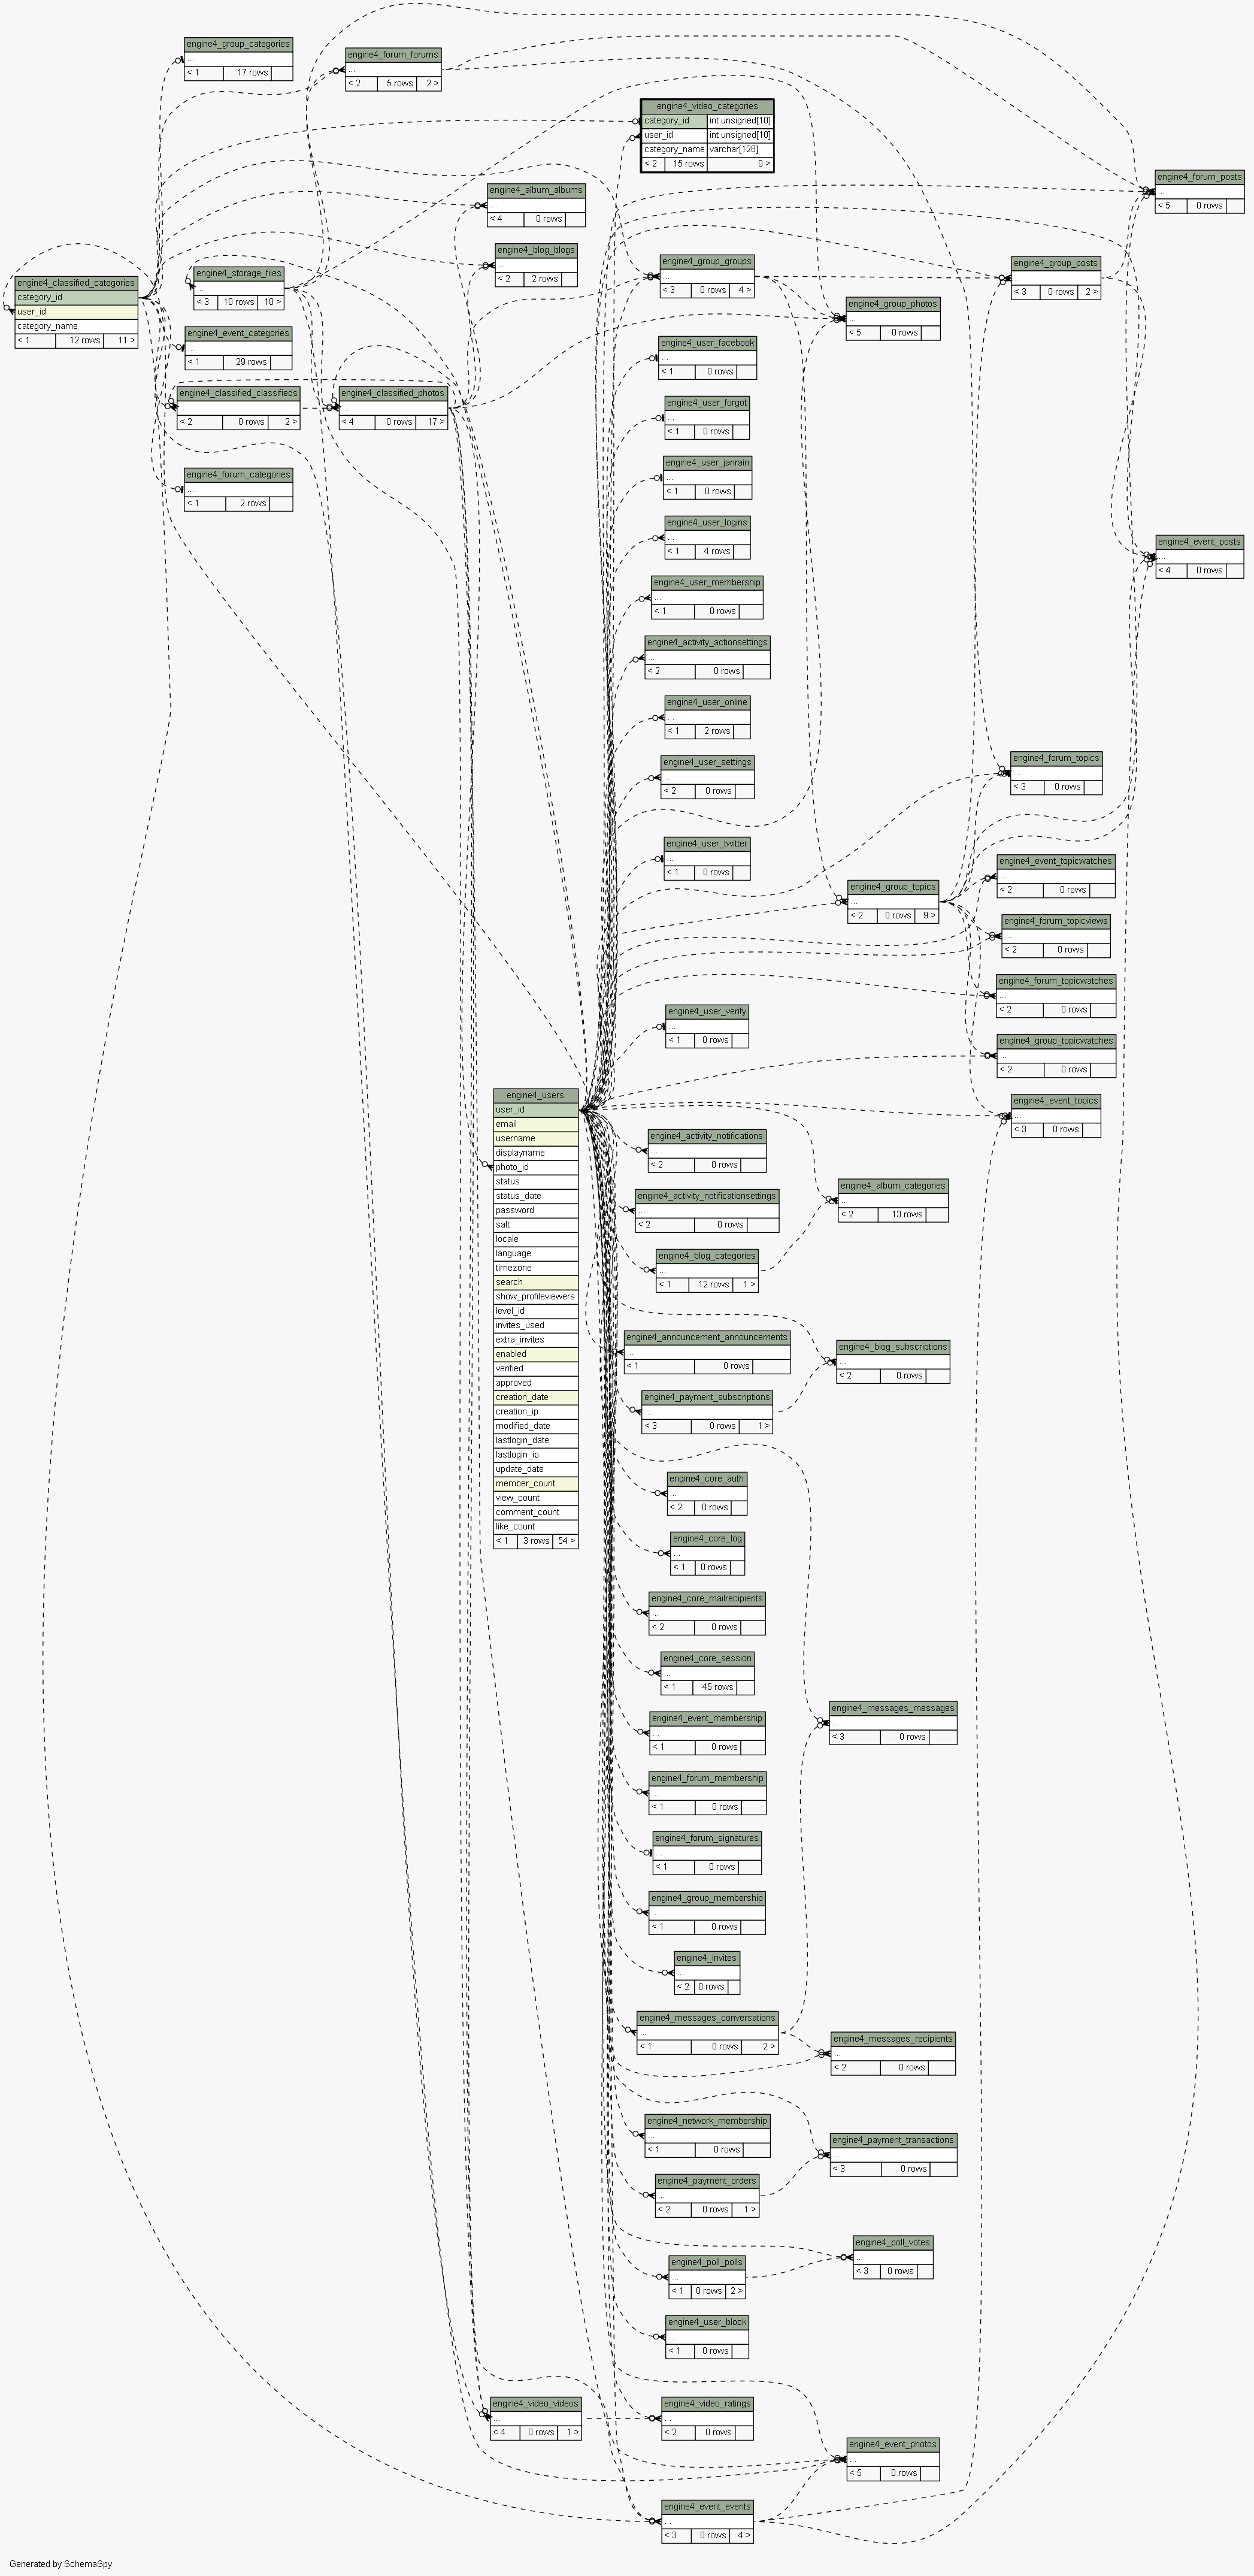 engine4_group_categories
...
< 1 17 rows
engine4_forum_forums
...
< 2 5 rows 2 >
engine4_video_categories
category_id int unsigned[10]
user_id int unsigned[10]
category_name varchar[128]
< 2 15 rows 0 >
engine4_forum_posts
...
< 5 0 rows
engine4_album_albums
...
< 4 0 rows
engine4_blog_blogs
...
< 2 2 rows
engine4_group_groups
...
< 3 0 rows 4 >
engine4_group_posts
...
< 3 0 rows 2 >
engine4_storage_files
...
< 3 10 rows 10 >
engine4_classified_categories
category_id
user_id
category_name
< 1 12 rows 11 >
engine4_group_photos
...
< 5 0 rows
engine4_event_categories
...
< 1 29 rows
engine4_user_facebook
...
< 1 0 rows
engine4_classified_classifieds
...
< 2 0 rows 2 >
engine4_classified_photos
...
< 4 0 rows 17 >
engine4_user_forgot
...
< 1 0 rows
engine4_forum_categories
...
< 1 2 rows
engine4_user_janrain
...
< 1 0 rows
engine4_user_logins
...
< 1 4 rows
engine4_event_posts
...
< 4 0 rows
engine4_user_membership
...
< 1 0 rows
engine4_activity_actionsettings
...
< 2 0 rows
engine4_user_online
...
< 1 2 rows
engine4_user_settings
...
< 2 0 rows
engine4_forum_topics
...
< 3 0 rows
engine4_user_twitter
...
< 1 0 rows
engine4_event_topicwatches
...
< 2 0 rows
engine4_group_topics
...
< 2 0 rows 9 >
engine4_forum_topicviews
...
< 2 0 rows
engine4_forum_topicwatches
...
< 2 0 rows
engine4_user_verify
...
< 1 0 rows
engine4_group_topicwatches
...
< 2 0 rows
engine4_event_topics
...
< 3 0 rows
engine4_users
user_id
email
username
displayname
photo_id
status
status_date
password
salt
locale
language
timezone
search
show_profileviewers
level_id
invites_used
extra_invites
enabled
verified
approved
creation_date
creation_ip
modified_date
lastlogin_date
lastlogin_ip
update_date
member_count
view_count
comment_count
like_count
< 1 3 rows 54 >
engine4_activity_notifications
...
< 2 0 rows
engine4_activity_notificationsettings
...
< 2 0 rows
engine4_album_categories
...
< 2 13 rows
engine4_blog_categories
...
< 1 12 rows 1 >
engine4_announcement_announcements
...
< 1 0 rows
engine4_blog_subscriptions
...
< 2 0 rows
engine4_payment_subscriptions
...
< 3 0 rows 1 >
engine4_core_auth
...
< 2 0 rows
engine4_core_log
...
< 1 0 rows
engine4_core_mailrecipients
...
< 2 0 rows
engine4_core_session
...
< 1 45 rows
engine4_event_membership
...
< 1 0 rows
engine4_messages_messages
...
< 3 0 rows
engine4_forum_membership
...
< 1 0 rows
engine4_forum_signatures
...
< 1 0 rows
engine4_group_membership
...
< 1 0 rows
engine4_invites
...
< 2 0 rows
engine4_messages_conversations
...
< 1 0 rows 2 >
engine4_messages_recipients
...
< 2 0 rows
engine4_network_membership
...
< 1 0 rows
engine4_payment_transactions
...
< 3 0 rows
engine4_payment_orders
...
< 2 0 rows 1 >
engine4_poll_votes
...
< 3 0 rows
engine4_poll_polls
...
< 1 0 rows 2 >
engine4_user_block
...
< 1 0 rows
engine4_video_videos
...
< 4 0 rows 1 >
engine4_video_ratings
...
< 2 0 rows
engine4_event_photos
...
< 5 0 rows
engine4_event_events
...
< 3 0 rows 4 >
Generated by SchemaSpy